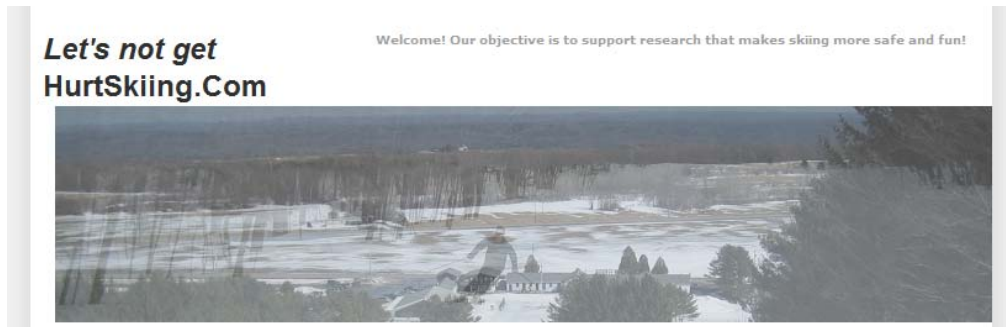 Let's not get
HurtSkiing.Com
Welcome! Our objective is to support research that makes skiing more safe and fun!